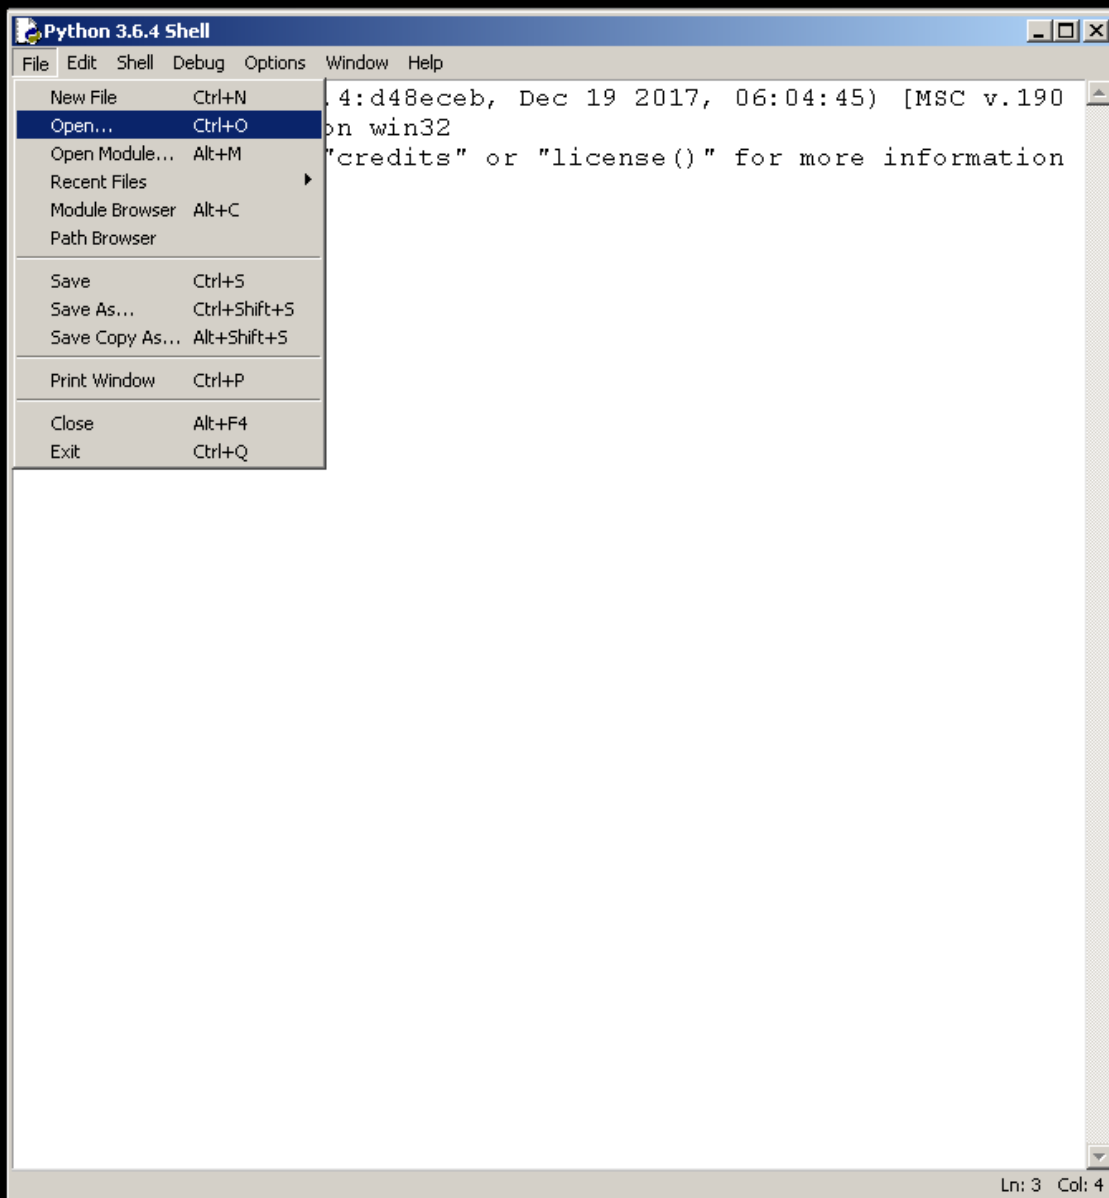 Python 3.6.4 Shell
File Edit Shell Debug Options Window Help
New File Ctrl+N
Open... Ctrl+O
Open Module... Alt+M
Recent Files
Module Browser Alt+C
Path Browser
Save Ctrl+S
Save As... Ctrl+Shift+S
Save Copy As... Alt+Shift+S
Print Window Ctrl+P
Close Alt+F4
Exit Ctrl+Q
.4:d48eceb, Dec 19 2017, 06:04:45) [MSC v.190
on win32
"credits" or "license()" for more information
Ln: 3 Col: 4